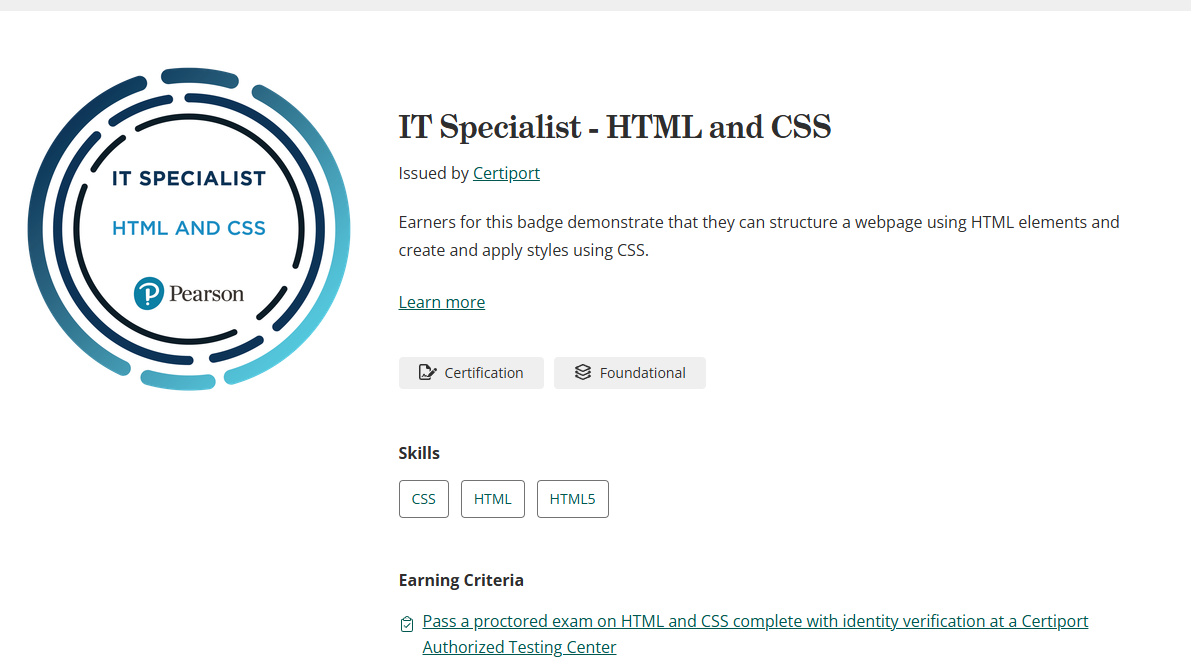 IT SPECIALIST
HTML AND CSS
Pearson
IT Specialist - HTML and CSS
Issued by Certiport
Earners for this badge demonstrate that they can structure a webpage using HTML elements and
create and apply styles using CSS.
Learn more
Certification
Foundational
Skills
CSS
HTML
HTML5
Earning Criteria
Pass a proctored exam on HTML and CSS complete with identity verification at a Certiport
Authorized Testing Center